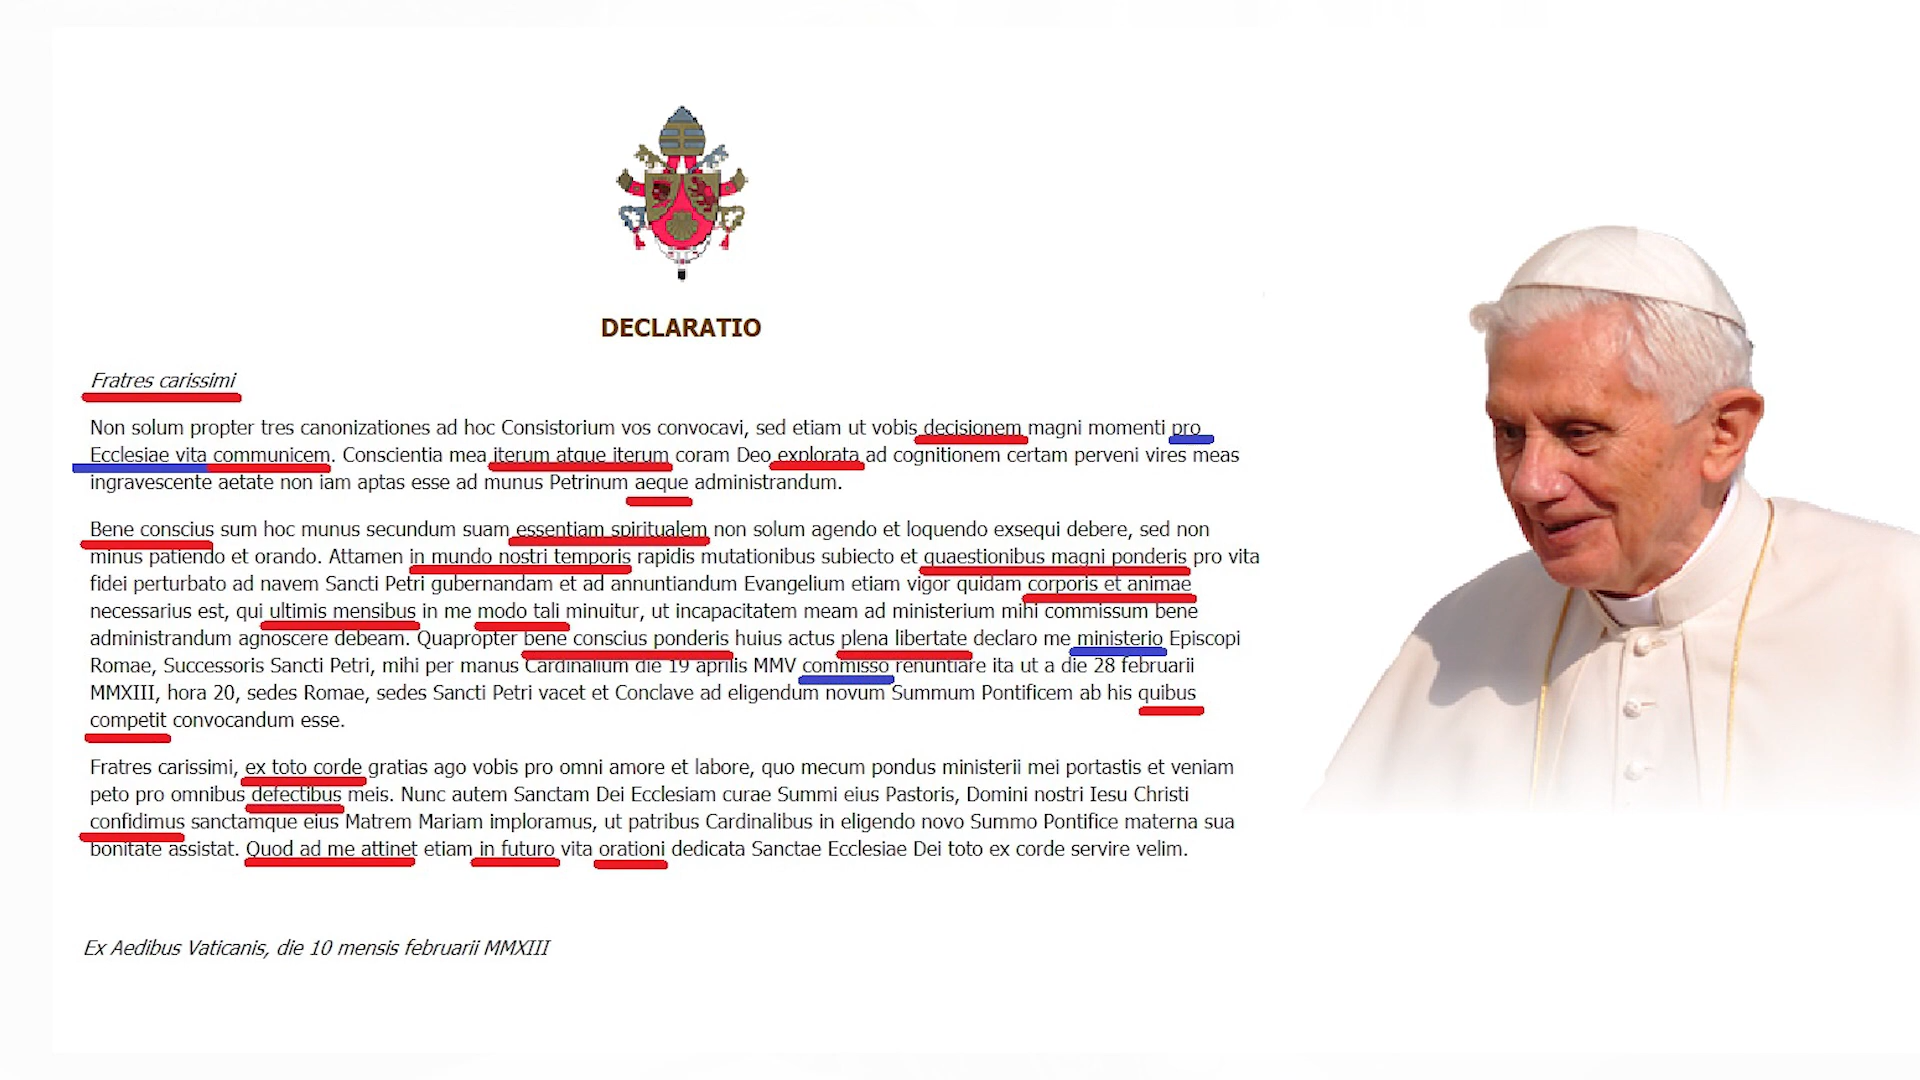 DECLARATIO
Fratres carissimi
Non solum propter tres canonizationes ad hoc Consistorium vos convocavi, sed etiam ut vobis decisionem magni momenti pro
Ecclesiae vita communicem. Conscientia mea iterum atque iterum coram Deo explorata ad cognitionem certam perveni vires meas
ingravescente aetate non iam aptas esse ad munus Petrinum aeque administrandum.
Bene conscius sum hoc munus secundum suam essentiam spiritualem non solum agendo et loquendo exsequi debere, sed non
minus patiendo et orando. Attamen in mundo nostri temporis rapidis mutationibus subiecto et quaestionibus magni ponderis pro vita
fidei perturbato ad navem Sancti Petri gubernandam et ad annuntiandum Evangelium etiam vigor quidam corporis et animae
necessarius est, qui ultimis mensibus in me modo tali minuitur, ut incapacitatem meam ad ministerium mihi commissum bene
administrandum agnoscere debeam. Quapropter bene conscius ponderis huius actus plena libertate declaro me ministerio Episcopi
Romae, Successoris Sancti Petri, mihi per manus Cardinalium die 19 aprilis MMV commisso renuntiare ita ut a die 28 februarii
MMXIII, hora 20, sedes Romae, sedes Sancti Petri vacet et Conclave ad eligendum novum Summum Pontificem ab his quibus
competit convocandum esse.
Fratres carissimi, ex toto corde gratias ago vobis pro omni amore et labore, quo mecum pondus ministerii mei portastis et veniam
peto pro omnibus defectibus meis. Nunc autem Sanctam Dei Ecclesiam curae Summi eius Pastoris, Domini nostri Iesu Christi
confidimus sanctamque eius Matrem Mariam imploramus, ut patribus Cardinalibus in eligendo novo Summo Pontifice materna sua
bonitate assistat. Quod ad me attinet etiam in futuro vita orationi dedicata Sanctae Ecclesiae Dei toto ex corde servire velim.
Ex Aedibus Vaticanis, die 10 mensis februarii MMXIII